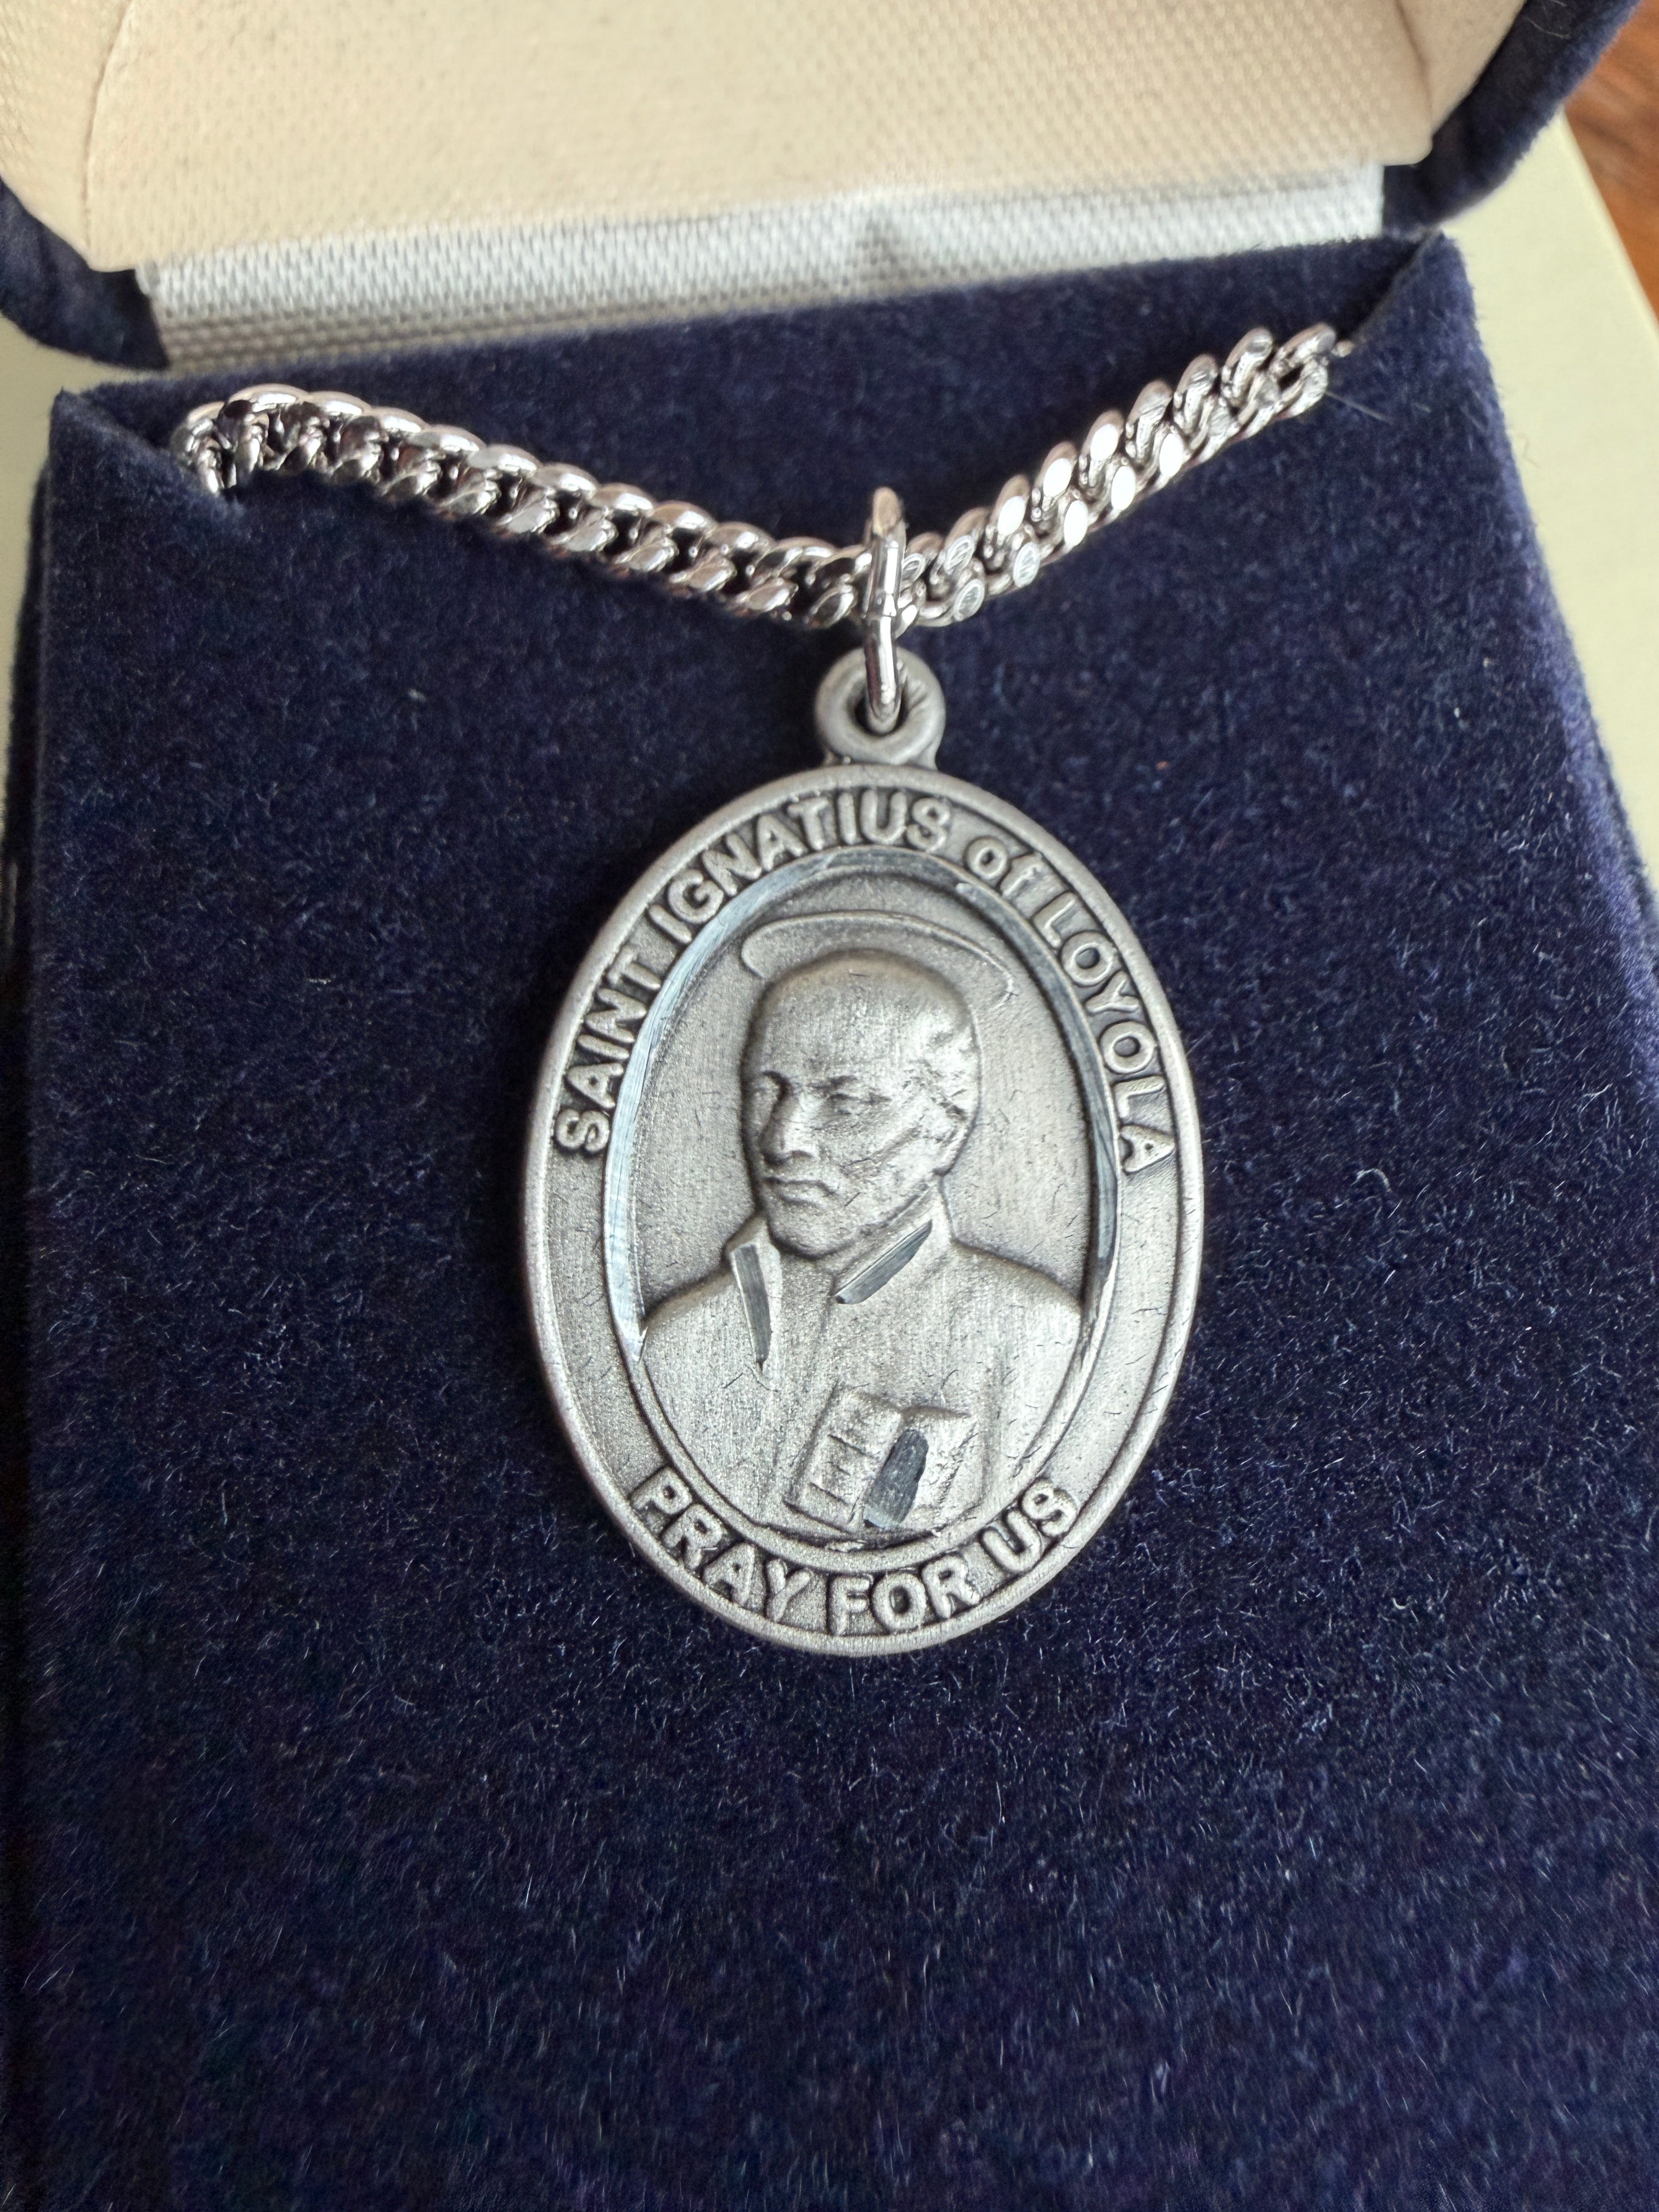 SAINT IGNATIUS of LOYOLA
PRAY FOR US